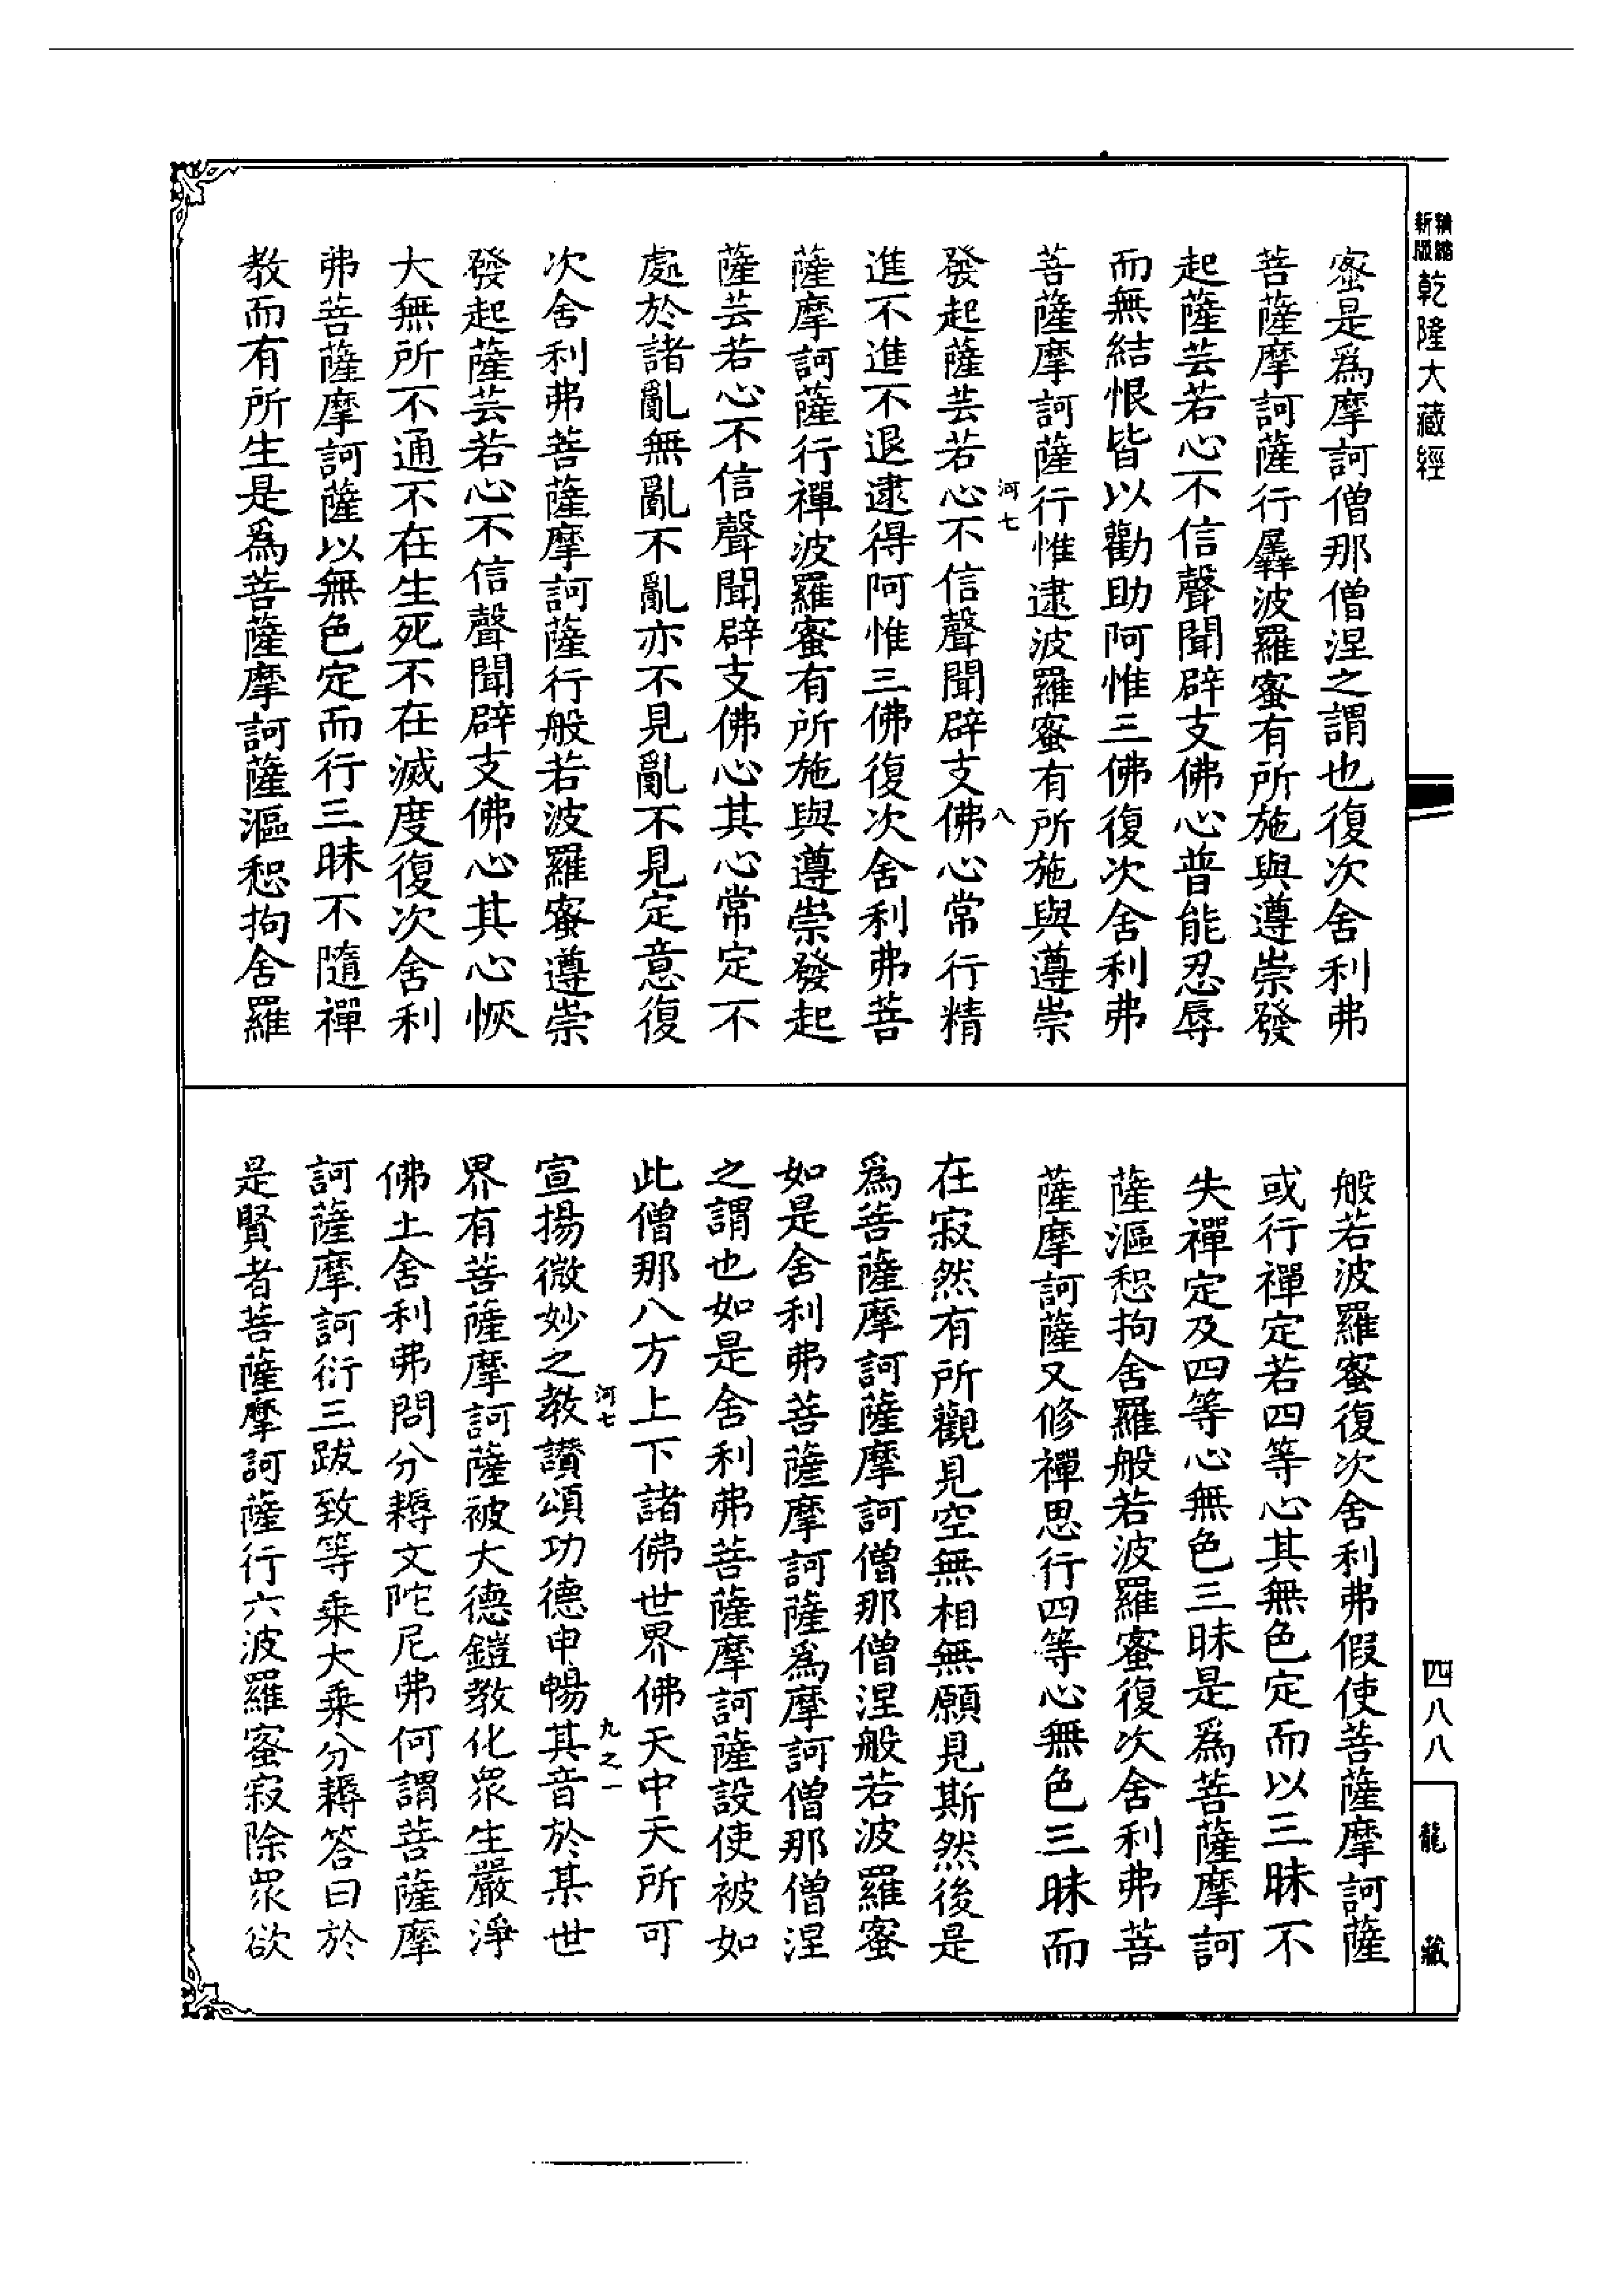 精縮新版乾隆大藏經
蜜是爲摩訶僧那僧涅之謂也復次舍利弗
菩薩摩訶薩行羼波羅蜜有所施與遵崇發
起薩芸若心不信聲聞辟支佛心普能忍辱
而無結恨皆以勸助阿惟三佛復次舍利弗
菩薩摩訶薩行惟逮波羅蜜有所施與遵崇
河七 八
發起薩芸若心不信聲聞辟支佛心常行精
進不進不退逮得阿惟三佛復次舍利弗菩
薩摩訶薩行禪波羅蜜有所施與遵崇發起
薩芸若心不信聲聞辟支佛心其心常定不
處於諸亂無亂不亂亦不見亂不見定意復
次舍利弗菩薩摩訶薩行般若波羅蜜遵崇
發起薩芸若心不信聲聞辟支佛心其心恢
大無所不通不在生死不在滅度復次舍利
弗菩薩摩訶薩以無色定而行三昧不隨禪
教而有所生是爲菩薩摩訶薩漚惒拘舍羅
般若波羅蜜復次舍利弗假使菩薩摩訶薩
或行禪定若四等心其無色定而以三昧不
失禪定及四等心無色三昧是爲菩薩摩訶
薩漚惒拘舍羅般若波羅蜜復次舍利弗菩
薩摩訶薩又修禪思行四等心無色三昧而
在寂然有所觀見空無相無願見斯然後是
爲菩薩摩訶薩摩訶僧那僧涅般若波羅蜜
如是舍利弗菩薩摩訶薩爲摩訶僧那僧涅
之謂也如是舍利弗菩薩摩訶薩設使被如
此僧那八方上下諸佛世界佛天中天所可
河七 九之一
宣揚微妙之教讃頌功德申暢其音於某世
界有菩薩摩訶薩被大德鎧教化眾生嚴淨
佛土舍利弗問分耨文陀尼弗何謂菩薩摩
訶薩摩訶衍三跋致等乘大乘分耨答曰於
是賢者菩薩摩訶薩行六波羅蜜寂除眾欲
四八八
龍藏